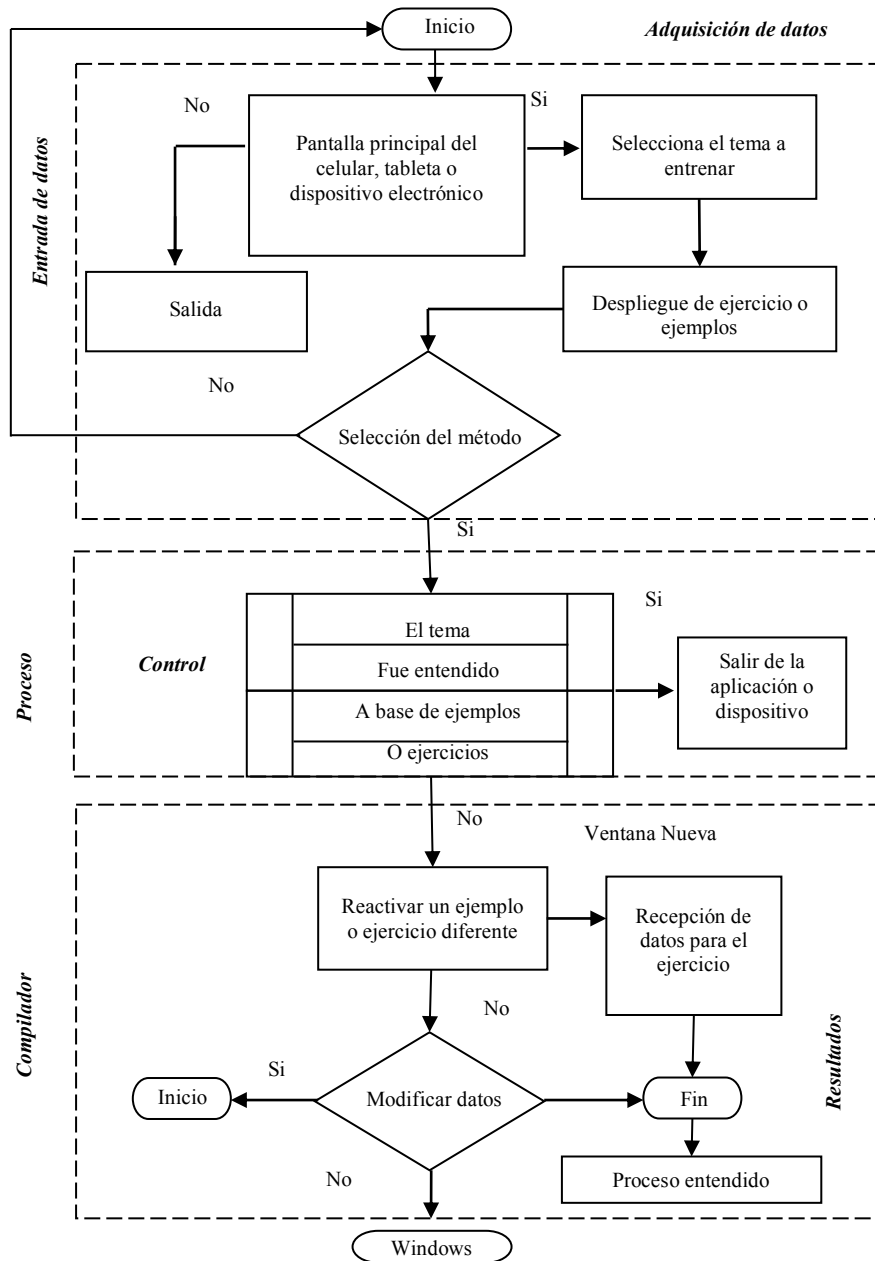 Inicio
Adquisición de datos
No
Si
Pantalla principal del
celular, tableta o
dispositivo electrónico
Selecciona el tema a
entrenar
Entrada de datos
Salida
Despliegue de ejercicio o
ejemplos
No
Selección del método
Si
Proceso
Control
El tema
Fue entendido
A base de ejemplos
O ejercicios
Si
Salir de la
aplicación o
dispositivo
No
Ventana Nueva
Reactivar un ejemplo
o ejercicio diferente
Recepción de
datos para el
ejercicio
Compilador
No
Resultados
Si
Inicio
Modificar datos
Fin
No
Proceso entendido
Windows